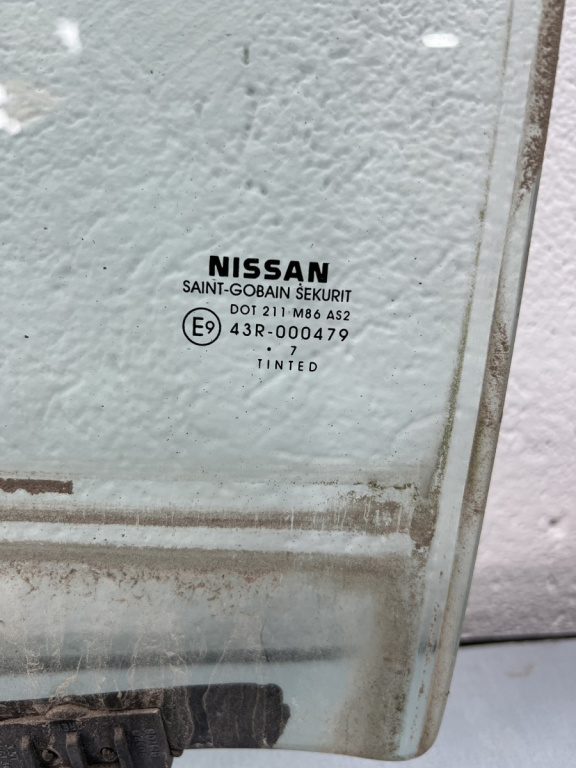 NISSAN
SAINT-GOBAIN SEKURIT
DOT 211 M86 AS2
E9 43R-000479
• 7
TINTED